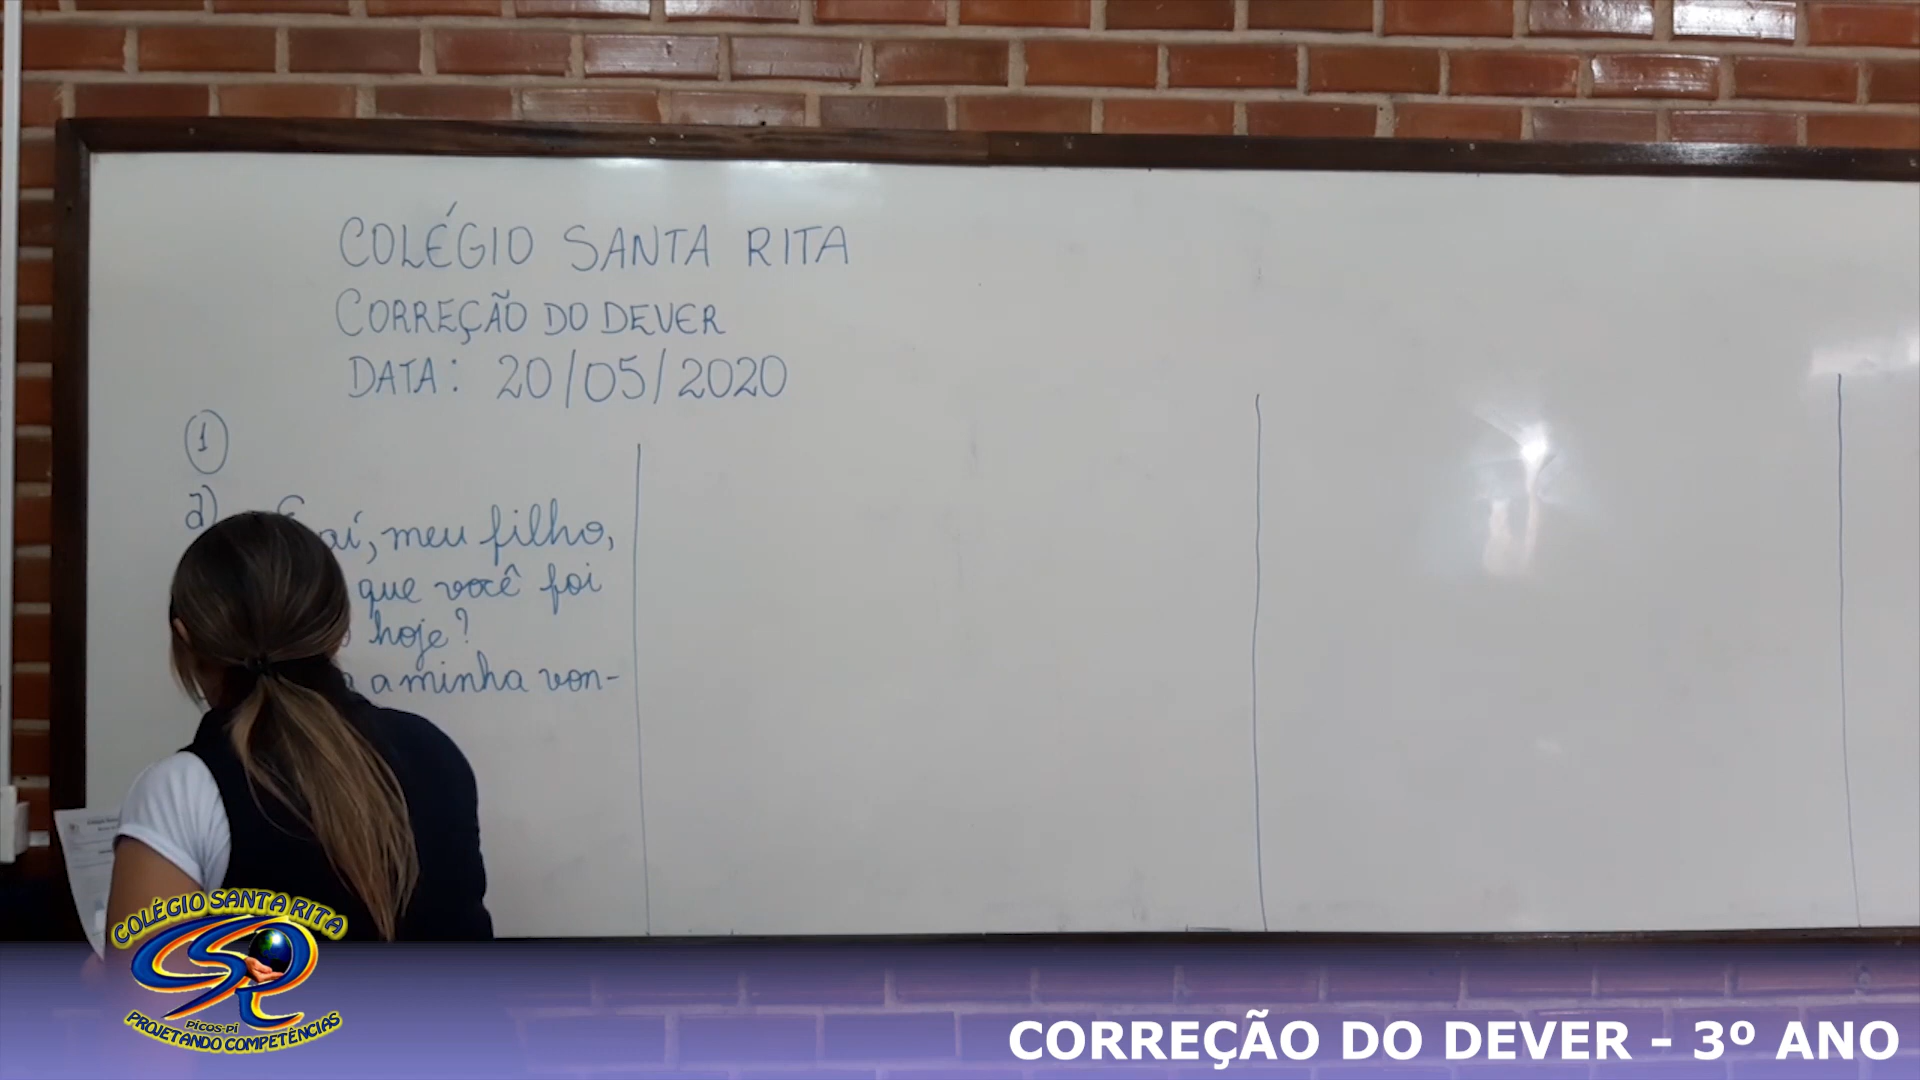 COLÉGIO SANTA RITA
CORREÇÃO DO DEVER
DATA: 20/05/2020
1
a)
aí, meu filho,
que você foi
hoje?
a minha von-
COLÉGIO SANTA RITA
PICOS-PI
PROJETANDO COMPETÊNCIAS
CORREÇÃO DO DEVER - 3º ANO